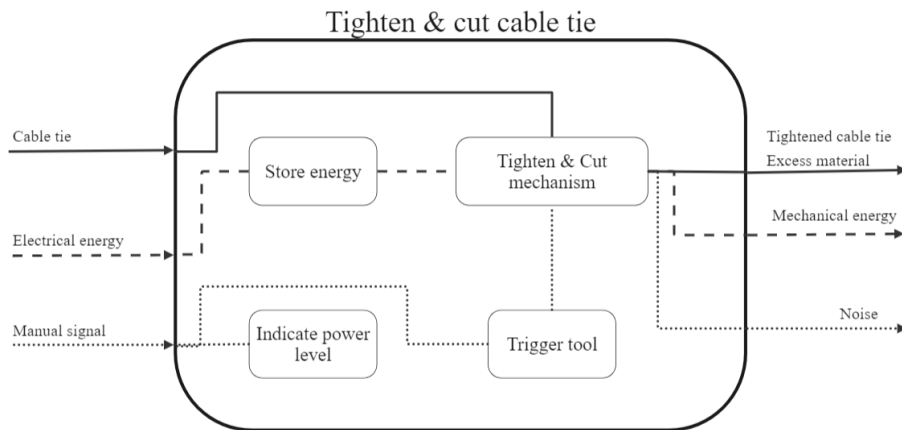 Tighten & cut cable tie
Cable tie
Store energy
Tighten & Cut
mechanism
Tightened cable tie
Excess material
Electrical energy
Mechanical energy
Manual signal
Indicate power
level
Trigger tool
Noise